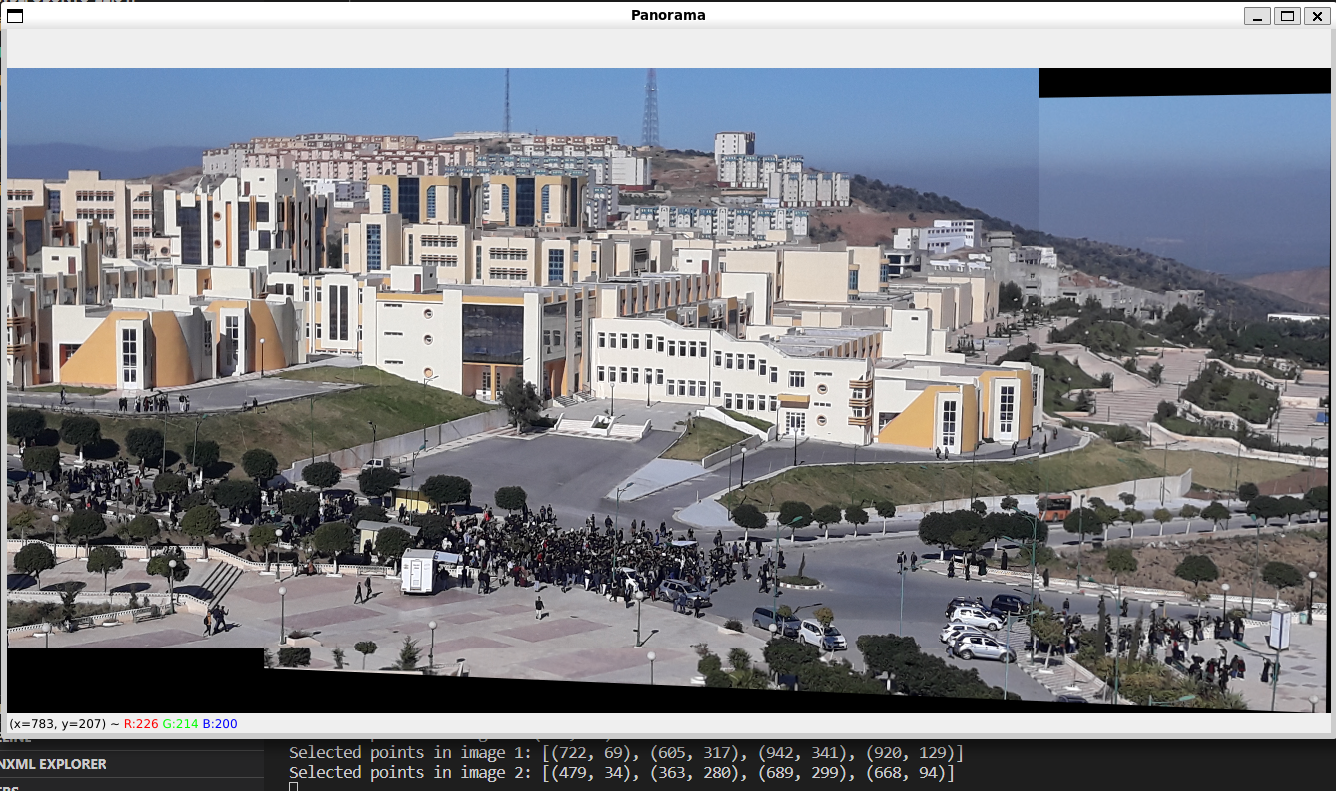 Panorama
(x=783, y=207) ~ R:226 G:214 B:200
NXML EXPLORER
Selected points in image 1: [(722, 69), (605, 317), (942, 341), (920, 129)]
Selected points in image 2: [(479, 34), (363, 280), (689, 299), (668, 94)]